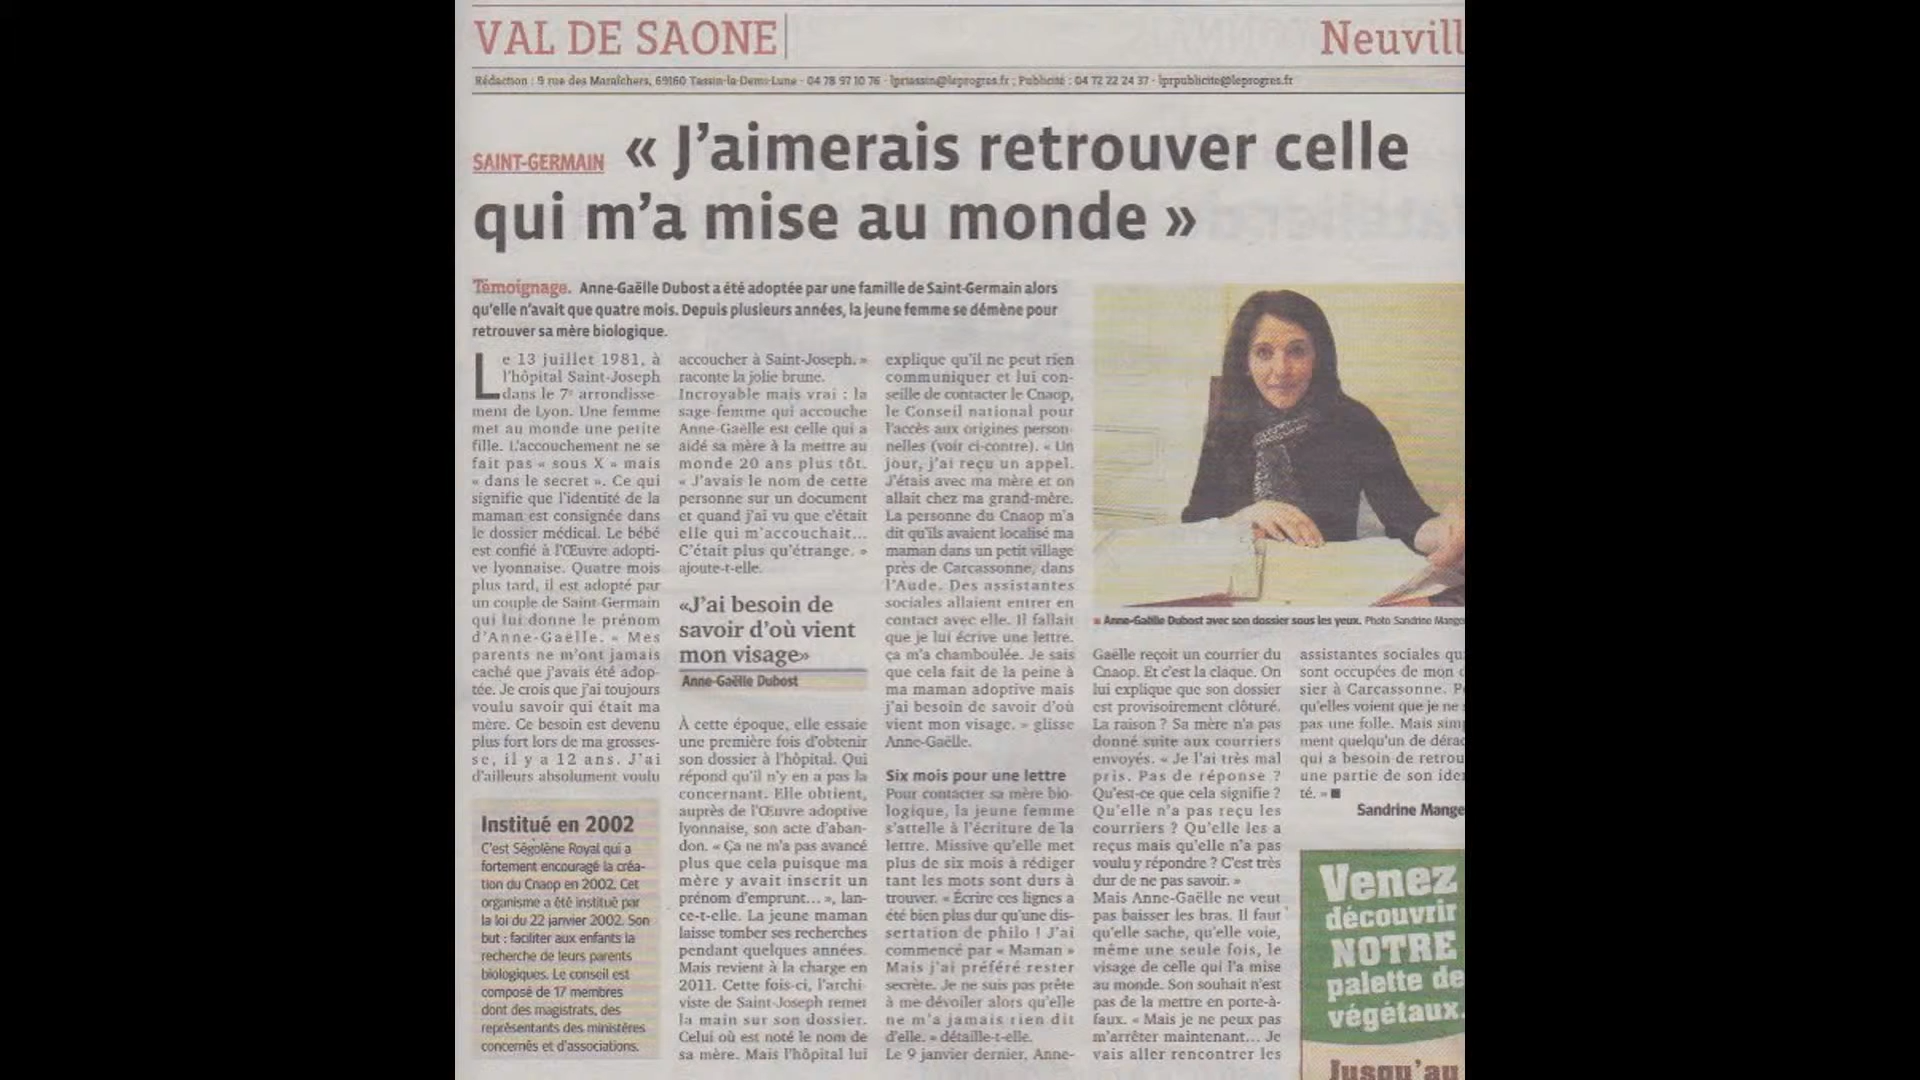 VAL DE SAONE
Neuvill
Rédaction : 9 rue des Maraîchers, 69160 Tassin-la-Demi-Lune - 04 78 97 10 76 - lprtassin@leprogres.fr ; Publicité : 04 72 22 24 37 - lprpublicite@leprogres.fr
SAINT-GERMAIN « J'aimerais retrouver celle
qui m'a mise au monde »
Témoignage. Anne-Gaëlle Dubost a été adoptée par une famille de Saint-Germain alors
qu'elle n'avait que quatre mois. Depuis plusieurs années, la jeune femme se démène pour
retrouver sa mère biologique.
Le 13 juillet 1981, à
l'hôpital Saint-Joseph
dans le 7e arrondisse-
ment de Lyon. Une femme
met au monde une petite
fille. L'accouchement ne se
fait pas « sous X » mais
« dans le secret ». Ce qui
signifie que l'identité de la
maman est consignée dans
le dossier médical. Le bébé
est confié à l'Œuvre adopti-
ve lyonnaise. Quatre mois
plus tard, il est adopté par
un couple de Saint-Germain
qui lui donne le prénom
d'Anne-Gaëlle. « Mes
parents ne m'ont jamais
caché que j'avais été adop-
tée. Je crois que j'ai toujours
voulu savoir qui était ma
mère. Ce besoin est devenu
plus fort lors de ma grosses-
se, il y a 12 ans. J'ai
d'ailleurs absolument voulu
accoucher à Saint-Joseph. »
raconte la jolie brune.
Incroyable mais vrai : la
sage-femme qui accouche
Anne-Gaëlle est celle qui a
aidé sa mère à la mettre au
monde 20 ans plus tôt.
« J'avais le nom de cette
personne sur un document
et quand j'ai vu que c'était
elle qui m'accouchait...
C'était plus qu'étrange. »
ajoute-t-elle.
«J'ai besoin de
savoir d'où vient
mon visage»
Anne-Gaëlle Dubost
À cette époque, elle essaie
une première fois d'obtenir
son dossier à l'hôpital. Qui
répond qu'il n'y en a pas la
concernant. Elle obtient,
auprès de l'Œuvre adoptive
lyonnaise, son acte d'aban-
don. « Ça ne m'a pas avancé
plus que cela puisque ma
mère y avait inscrit un
prénom d'emprunt... », lan-
ce-t-elle. La jeune maman
laisse tomber ses recherches
pendant quelques années.
Mais revient à la charge en
2011. Cette fois-ci, l'archi-
viste de Saint-Joseph remet
la main sur son dossier.
Celui où est noté le nom de
sa mère. Mais l'hôpital lui
explique qu'il ne peut rien
communiquer et lui con-
seille de contacter le Cnaop,
le Conseil national pour
l'accès aux origines person-
nelles (voir ci-contre). « Un
jour, j'ai reçu un appel.
J'étais avec ma mère et on
allait chez ma grand-mère.
La personne du Cnaop m'a
dit qu'ils avaient localisé ma
maman dans un petit village
près de Carcassonne, dans
l'Aude. Des assistantes
sociales allaient entrer en
contact avec elle. Il fallait
que je lui écrive une lettre.
ça m'a chamboulée. Je sais
que cela fait de la peine à
ma maman adoptive mais
j'ai besoin de savoir d'où
vient mon visage. » glisse
Anne-Gaëlle.
Six mois pour une lettre
Pour contacter sa mère bio-
logique, la jeune femme
s'attelle à l'écriture de la
lettre. Missive qu'elle met
plus de six mois à rédiger
tant les mots sont durs à
trouver. « Écrire ces lignes a
été bien plus dur qu'une dis-
sertation de philo ! J'ai
commencé par « Maman »
Mais j'ai préféré rester
secrète. Je ne suis pas prête
à me dévoiler alors qu'elle
ne m'a jamais rien dit
d'elle. » détaille-t-elle.
Le 9 janvier dernier, Anne-
Anne-Gaëlle Dubost avec son dossier sous les yeux. Photo Sandrine Mange
Gaëlle reçoit un courrier du
Cnaop. Et c'est la claque. On
lui explique que son dossier
est provisoirement clôturé.
La raison ? Sa mère n'a pas
donné suite aux courriers
envoyés. « Je l'ai très mal
pris. Pas de réponse ?
Qu'est-ce que cela signifie ?
Qu'elle n'a pas reçu les
courriers ? Qu'elle les a
reçus mais qu'elle n'a pas
voulu y répondre ? C'est très
dur de ne pas savoir. »
Mais Anne-Gaëlle ne veut
pas baisser les bras. Il faut
qu'elle sache, qu'elle voie,
même une seule fois, le
visage de celle qui l'a mise
au monde. Son souhait n'est
pas de la mettre en porte-à-
faux. « Mais je ne peux pas
m'arrêter maintenant... Je
vais aller rencontrer les
assistantes sociales qu
sont occupées de mon
sier à Carcassonne. P
qu'elles voient que je ne
pas une folle. Mais sim
ment quelqu'un de dérac
qui a besoin de retrou
une partie de son ide
té. » ■
Sandrine Mange
Institué en 2002
C'est Ségolène Royal qui a
fortement encouragé la créa-
tion du Cnaop en 2002. Cet
organisme a été institué par
la loi du 22 janvier 2002. Son
but : faciliter aux enfants la
recherche de leurs parents
biologiques. Le conseil est
composé de 17 membres
dont des magistrats, des
représentants des ministères
concernés et d'associations.
Venez
découvrir
NOTRE
palette de
végétaux.
Jusqu'au